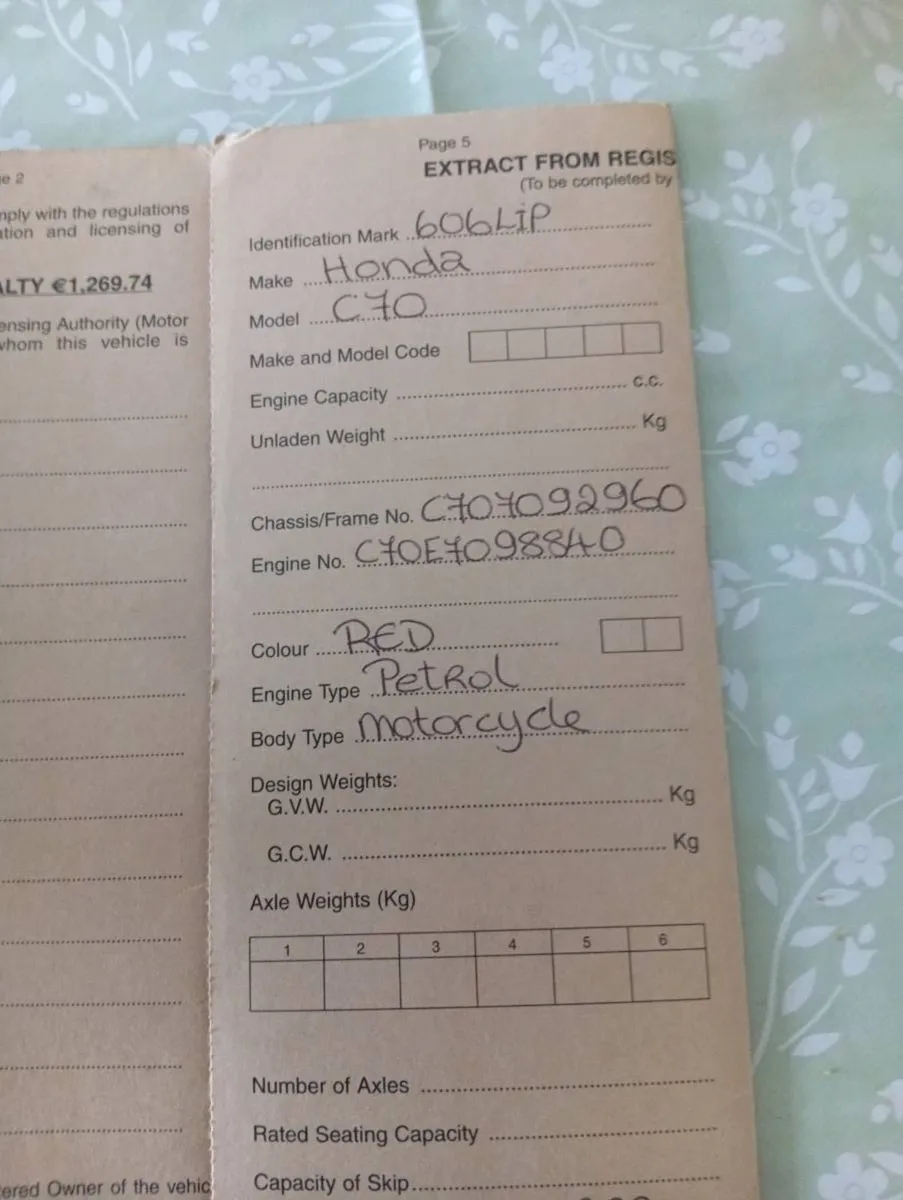 Page 2
mply with the regulations
ation and licensing of
ALTY €1,269.74
ensing Authority (Motor
whom this vehicle is
ered Owner of the vehic
Page 5
EXTRACT FROM REGIS
(To be completed by
Identification Mark 606LiP
Make Honda
Model C70
Make and Model Code
Engine Capacity c.c.
Unladen Weight Kg
Chassis/Frame No. C707092960
Engine No. C70E7098840
Colour RED
Engine Type PetRol
Body Type Motorcycle
Design Weights:
G.V.W. Kg
G.C.W. Kg
Axle Weights (Kg)
1 2 3 4 5 6
Number of Axles
Rated Seating Capacity
Capacity of Skip